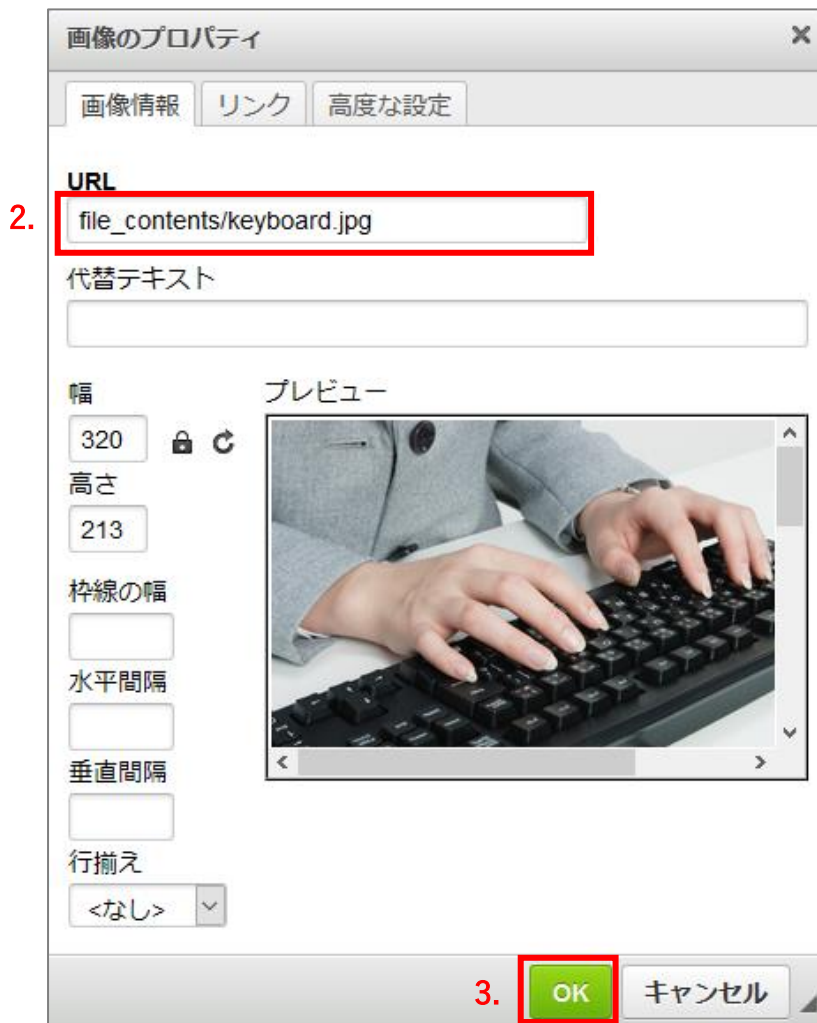 画像のプロパティ
画像情報 リンク 高度な設定
URL
2. file_contents/keyboard.jpg
代替テキスト
幅 プレビュー
320
高さ
213
枠線の幅
水平間隔
垂直間隔
行揃え
<なし>
3. OK キャンセル